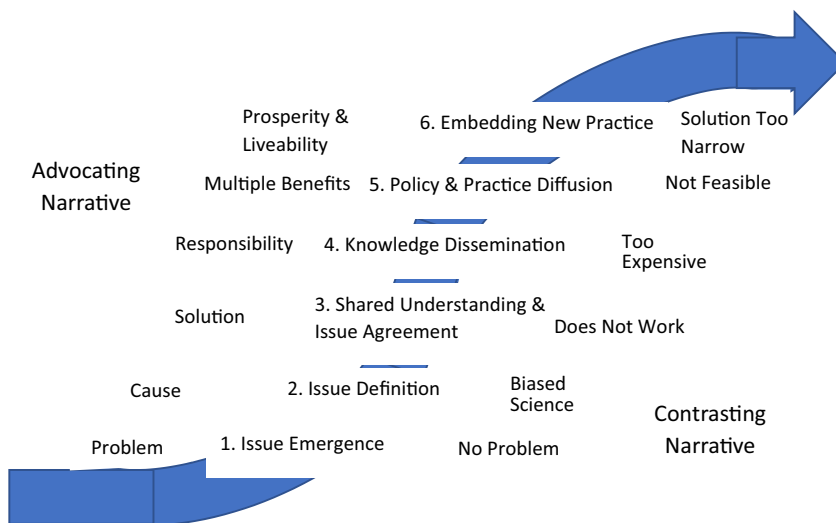 Prosperity &
Liveability
6. Embedding New Practice
Solution Too
Narrow
Advocating
Narrative
Multiple Benefits
5. Policy & Practice Diffusion
Not Feasible
Responsibility
4. Knowledge Dissemination
Too
Expensive
Solution
3. Shared Understanding &
Issue Agreement
Does Not Work
Cause
2. Issue Definition
Biased
Science
Contrasting
Narrative
Problem
1. Issue Emergence
No Problem